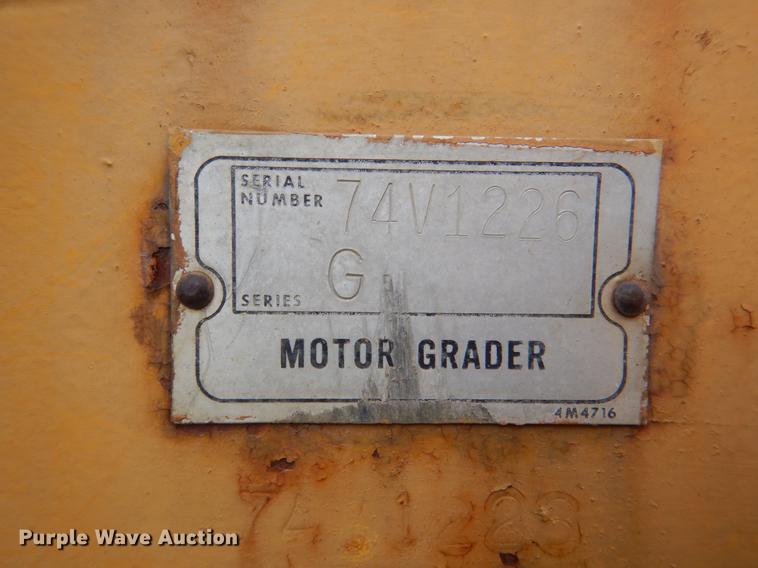 SERIAL
NUMBER 74V1226
SERIES G.
MOTOR GRADER
4M4716
Purple Wave Auction